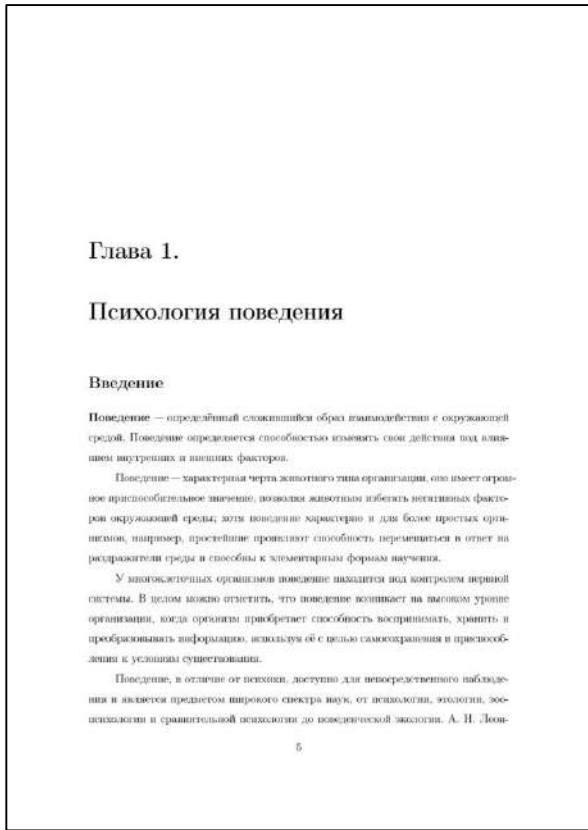 Глава 1.
Психология поведения
Введение
Поведение — определённый сложившийся образ взаимодействия с окружающей
средой. Поведение определяется способностью изменять свои действия под влия-
нием внутренних и внешних факторов.
Поведение — характерная черта животного типа организации, оно имеет огром-
ное приспособительное значение, позволяя животным избегать негативных факто-
ров окружающей среды; хотя поведение характерно и для более простых орга-
низмов, например, простейшие проявляют способность перемещаться в ответ на
раздражители среды и способны к элементарным формам научения.
У многоклеточных организмов поведение находится под контролем нервной
системы. В целом можно отметить, что поведение возникает на высоком уровне
организации, когда организм приобретает способность воспринимать, хранить и
преобразовывать информацию, используя её с целью самосохранения и приспособ-
ления к условиям существования.
Поведение, в отличие от психики, доступно для непосредственного наблюде-
ния и является предметом широкого спектра наук, от психологии, этологии, зоо-
психологии и сравнительной психологии до поведенческой экологии. А. Н. Леон-
5